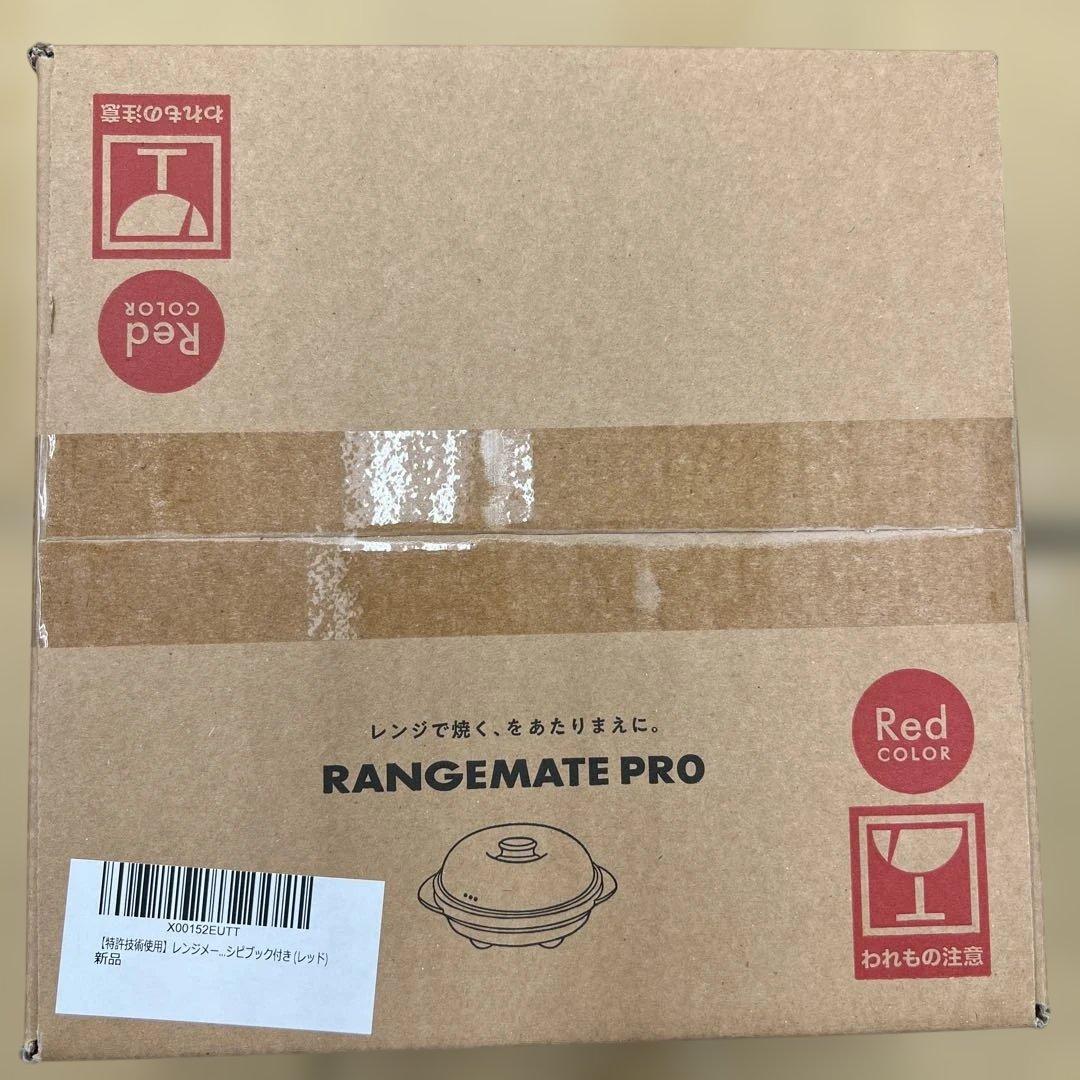 われもの注意
Red
COLOR
レンジで焼く、をあたりまえに。
RANGEMATE PRO
Red
COLOR
われもの注意
X00152EUTT
【特許技術使用】レンジメー...シピブック付き (レッド)
新品